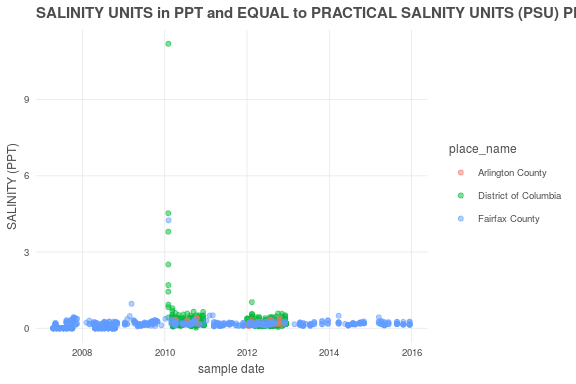 SALINITY UNITS in PPT and EQUAL to PRACTICAL SALNITY UNITS (PSU)
SALINITY (PPT)
9
6
3
0
2008 2010 2012 2014 2016
sample date
place_name
Arlington County
District of Columbia
Fairfax County